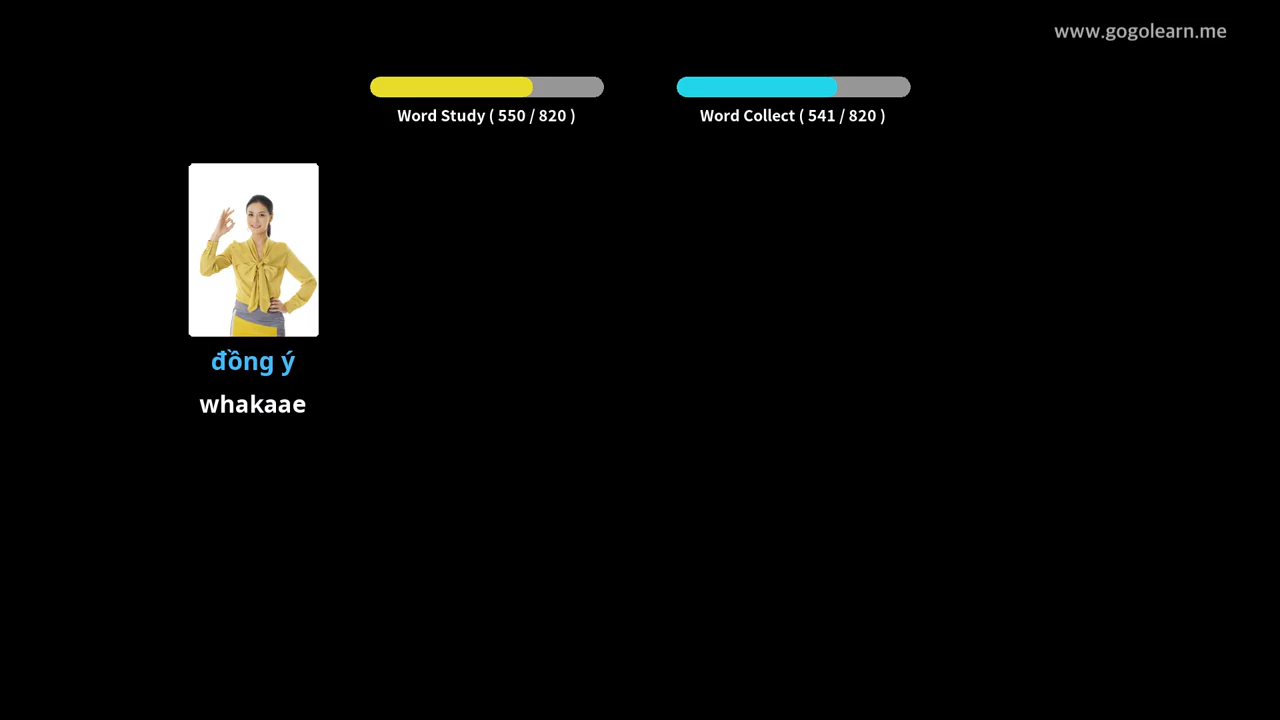 www.gogolearn.me
Word Study ( 550 / 820 )
Word Collect ( 541 / 820 )
đồng ý
whakaae